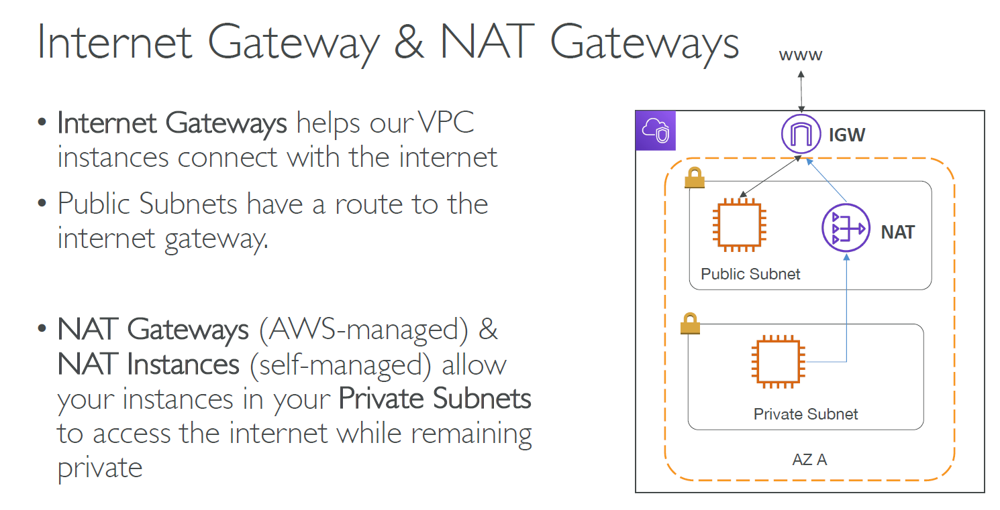 Internet Gateway & NAT Gateways
www
• Internet Gateways helps our VPC
instances connect with the internet
• Public Subnets have a route to the
internet gateway.
• NAT Gateways (AWS-managed) &
NAT Instances (self-managed) allow
your instances in your Private Subnets
to access the internet while remaining
private
IGW
NAT
Public Subnet
Private Subnet
AZ A